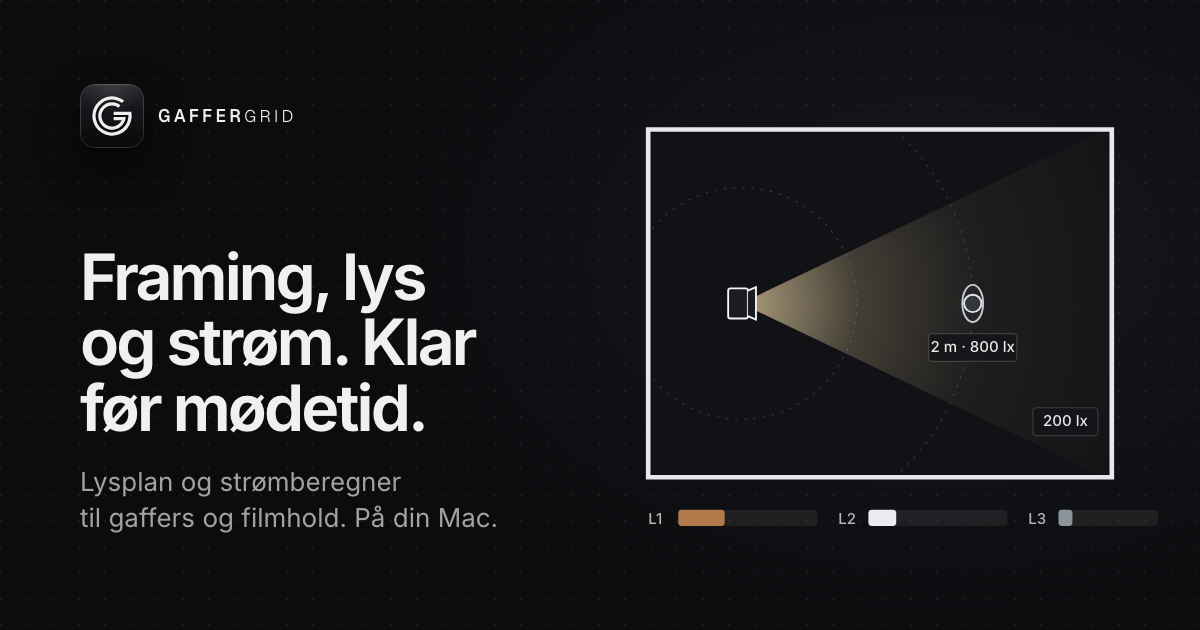 GAFFERGRID
Framing, lys
og strøm. Klar
før mødetid.
Lysplan og strømberegner
til gaffers og filmhold. På din Mac.
2 m · 800 lx
200 lx
L1
L2
L3